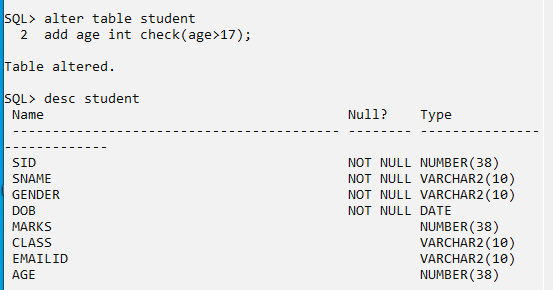 SQL> alter table student
  2  add age int check(age>17);
Table altered.
SQL> desc student
 Name                                      Null?    Type
 ----------------------------------------- -------- ----------------
------------
 SID                                       NOT NULL NUMBER(38)
 SNAME                                     NOT NULL VARCHAR2(10)
 GENDER                                    NOT NULL VARCHAR2(10)
 DOB                                       NOT NULL DATE
 MARKS                                              NUMBER(38)
 CLASS                                              VARCHAR2(10)
 EMAILID                                            VARCHAR2(10)
 AGE                                                NUMBER(38)